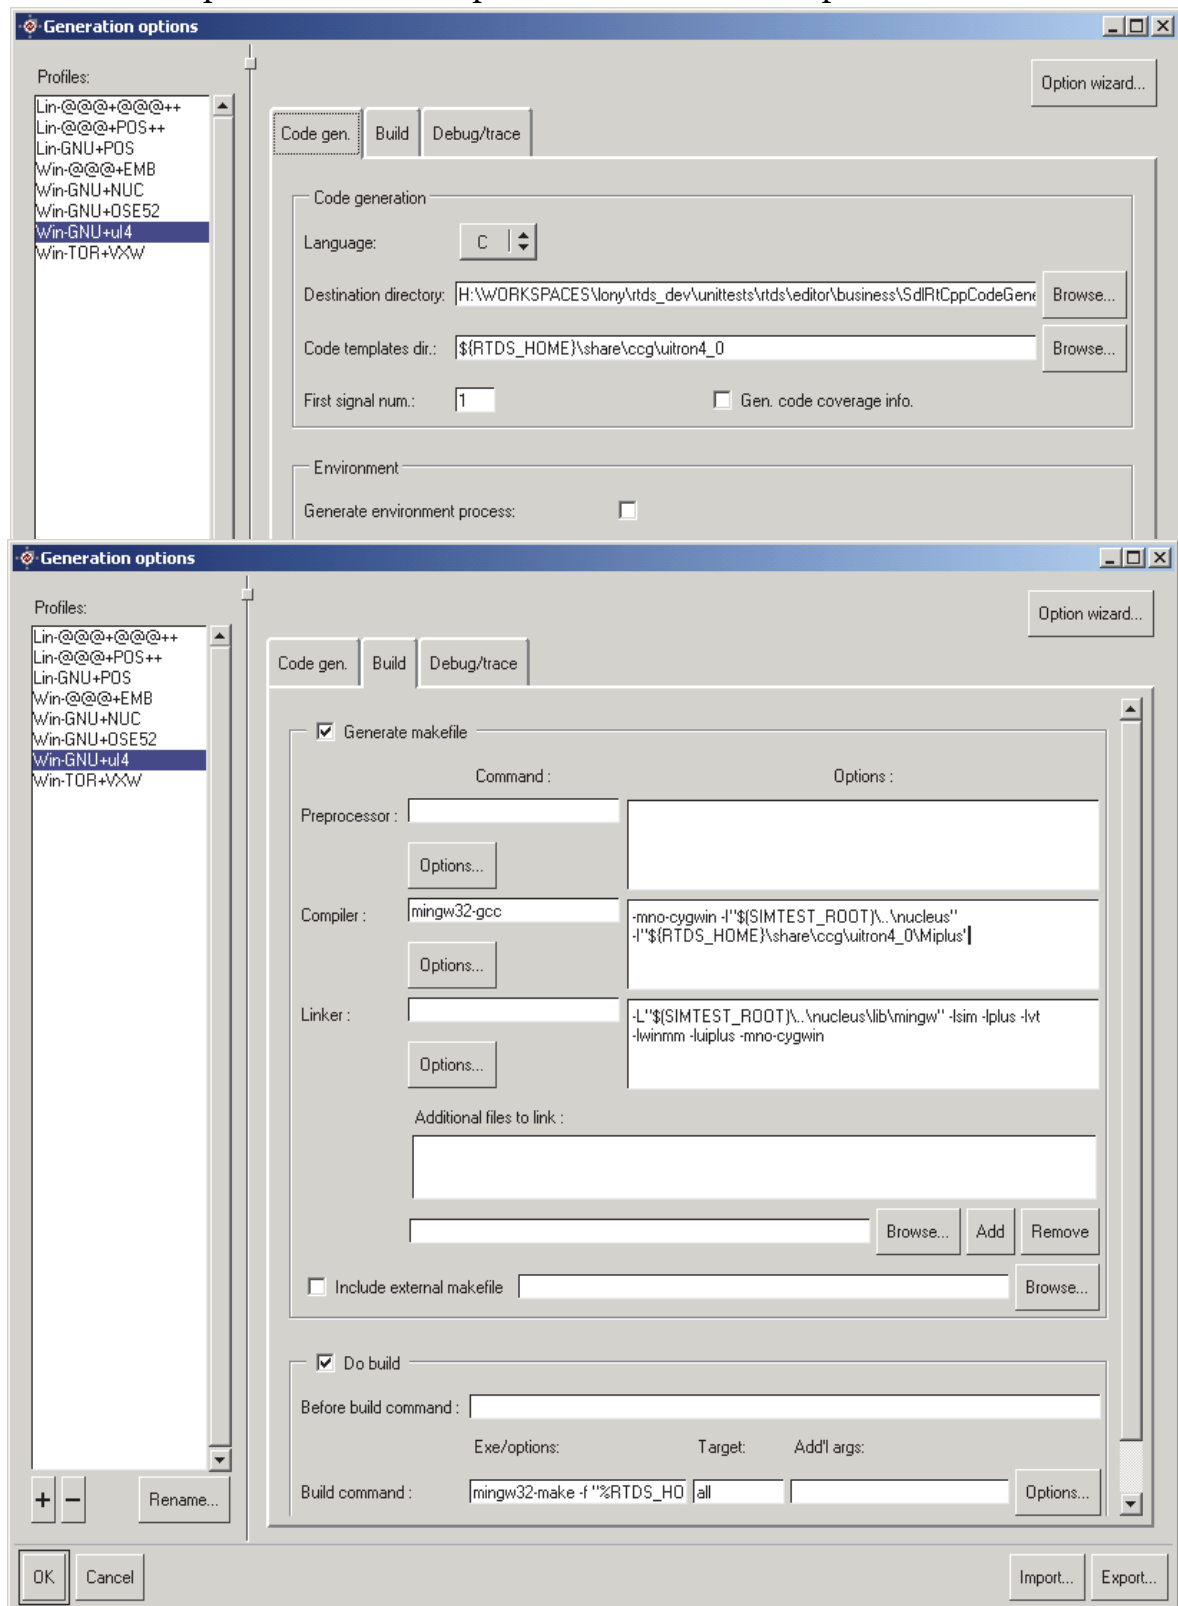 Generation options
Profiles:
Option wizard...
Lin-@@@+@@@++
Lin-@@@+POS++
Lin-GNU+POS
Win-@@@+EMB
Win-GNU+NUC
Win-GNU+OSE52
Win-GNU+uI4
Win-TOR+VXW
Code gen. Build Debug/trace
Code generation
Language: C
Destination directory: H:\WORKSPACES\lony\rtds_dev\unittests\rtds\editor\business\SdlRtCppCodeGene Browse...
Code templates dir.: ${RTDS_HOME}\share\ccg\uitron4_0 Browse...
First signal num.: 1 Gen. code coverage info.
Environment
Generate environment process:
Generation options
Profiles:
Option wizard...
Lin-@@@+@@@++
Lin-@@@+POS++
Lin-GNU+POS
Win-@@@+EMB
Win-GNU+NUC
Win-GNU+OSE52
Win-GNU+uI4
Win-TOR+VXW
Code gen. Build Debug/trace
Generate makefile
Command : Options :
Preprocessor :
Options...
Compiler : mingw32-gcc -mno-cygwin -I"$(SIMTEST_ROOT)\..\nucleus"
-I"${RTDS_HOME}\share\ccg\uitron4_0\Miplus"
Options...
Linker : -L"$(SIMTEST_ROOT)\..\nucleus\lib\mingw" -lsim -lplus -lvt
-lwinmm -luiplus -mno-cygwin
Options...
Additional files to link :
Browse... Add Remove
Include external makefile Browse...
Do build
Before build command :
Exe/options: Target: Add'l args:
Build command : mingw32-make -f "%RTDS_HO all Options...
+ − Rename...
OK Cancel Import... Export...